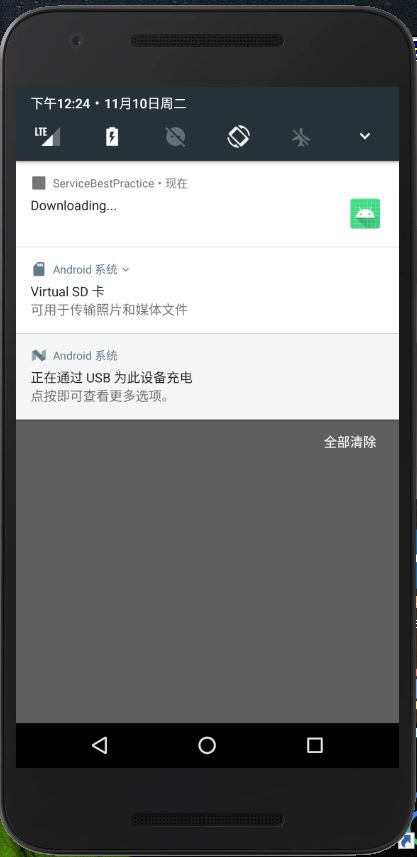 下午12:24 • 11月10日周二
LTE
ServiceBestPractice • 现在
Downloading...
Android 系统
Virtual SD 卡
可用于传输照片和媒体文件
Android 系统
正在通过 USB 为此设备充电
点按即可查看更多选项。
全部清除